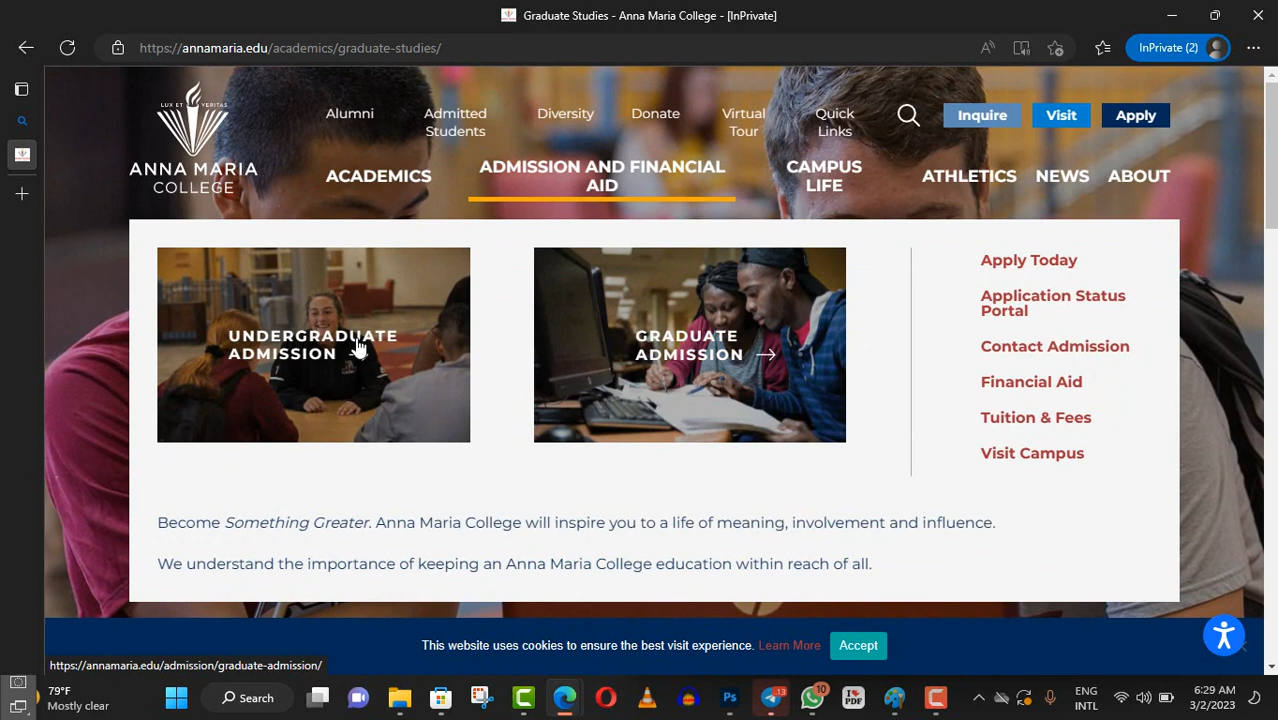 Graduate Studies - Anna Maria College - [InPrivate]
https://annamaria.edu/academics/graduate-studies/
InPrivate (2)
LUX ET VERITAS
ANNA MARIA
COLLEGE
Alumni
Admitted
Students
Diversity
Donate
Virtual
Tour
Quick
Links
Inquire
Visit
Apply
ACADEMICS
ADMISSION AND FINANCIAL
AID
CAMPUS
LIFE
ATHLETICS
NEWS
ABOUT
UNDERGRADUATE
ADMISSION
GRADUATE
ADMISSION
Apply Today
Application Status
Portal
Contact Admission
Financial Aid
Tuition & Fees
Visit Campus
Become Something Greater. Anna Maria College will inspire you to a life of meaning, involvement and influence.
We understand the importance of keeping an Anna Maria College education within reach of all.
This website uses cookies to ensure the best visit experience. Learn More
Accept
https://annamaria.edu/admission/graduate-admission/
79°F
Mostly clear
Search
13
10
ENG
INTL
6:29 AM
3/2/2023